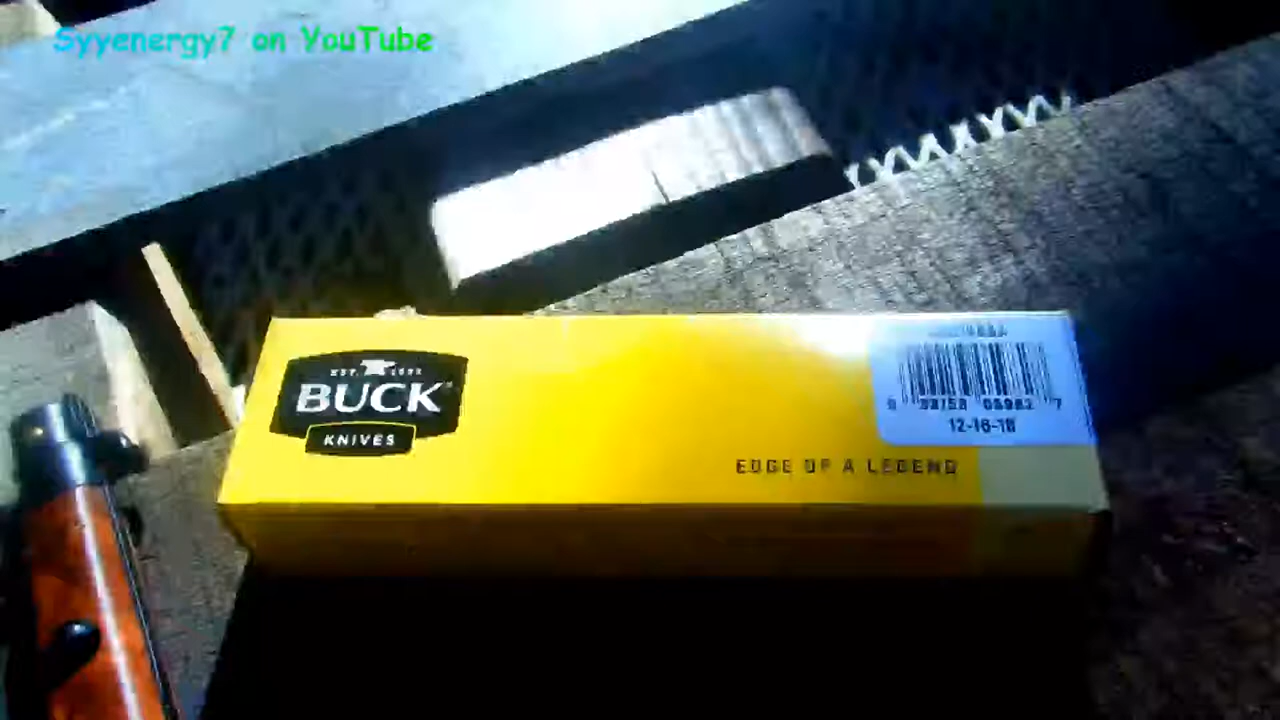 Syyenergy7 on YouTube
BUCK
KNIVES
EDGE OF A LEGEND
12-16-18